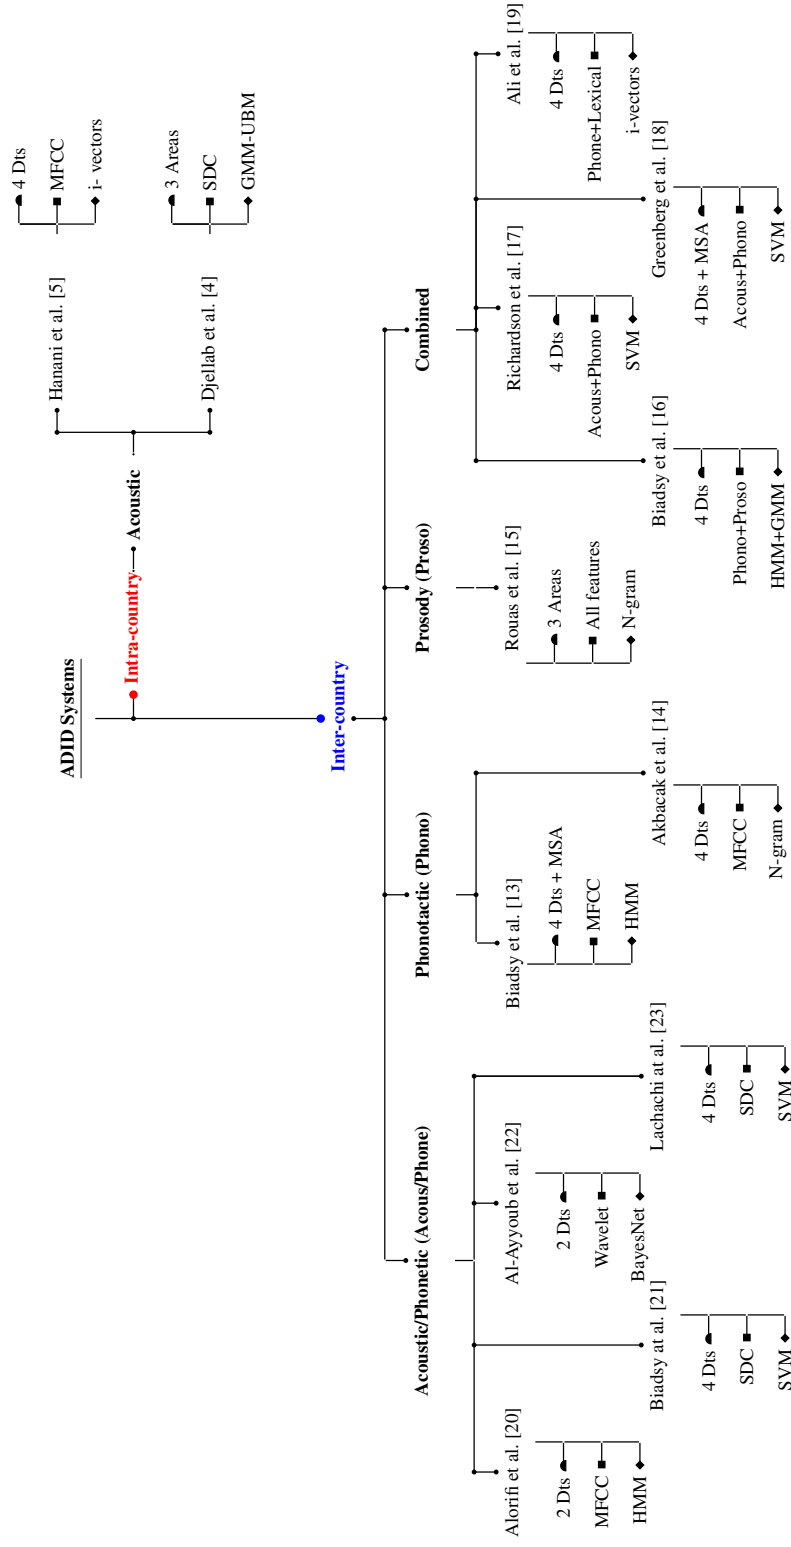 ADID Systems
Intra-country
Acoustic
Hanani et al. [5]
4 Dts
MFCC
i- vectors
Djellab et al. [4]
3 Areas
SDC
GMM-UBM
Inter-country
Acoustic/Phonetic (Acous/Phone)
Alorifi et al. [20]
2 Dts
MFCC
HMM
Biadsy at al. [21]
4 Dts
SDC
SVM
Al-Ayyoub et al. [22]
2 Dts
Wavelet
BayesNet
Lachachi at al. [23]
4 Dts
SDC
SVM
Phonotactic (Phono)
Biadsy et al. [13]
4 Dts + MSA
MFCC
HMM
Akbacak et al. [14]
4 Dts
MFCC
N-gram
Prosody (Proso)
Rouas et al. [15]
3 Areas
All features
N-gram
Combined
Biadsy et al. [16]
4 Dts
Phono+Proso
HMM+GMM
Richardson et al. [17]
4 Dts
Acous+Phono
SVM
Greenberg et al. [18]
4 Dts + MSA
Acous+Phono
SVM
Ali et al. [19]
4 Dts
Phone+Lexical
i-vectors